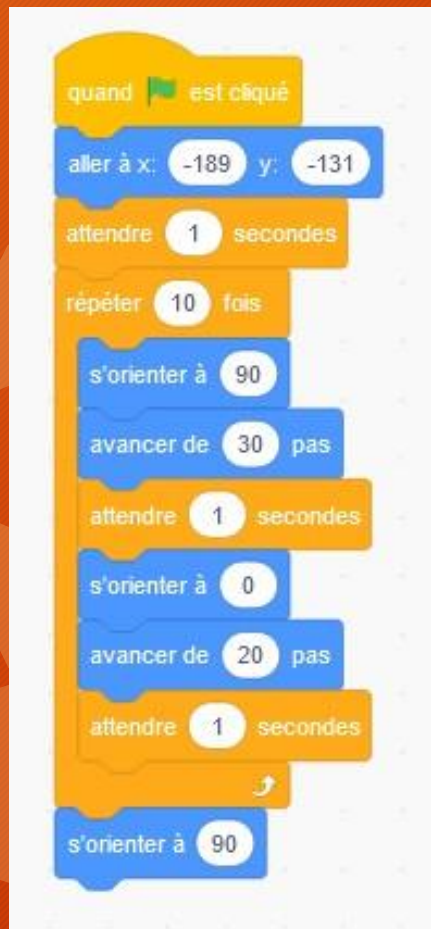 quand est cliqué
aller à x: -189 y: -131
attendre 1 secondes
répéter 10 fois
s'orienter à 90
avancer de 30 pas
attendre 1 secondes
s'orienter à 0
avancer de 20 pas
attendre 1 secondes
s'orienter à 90